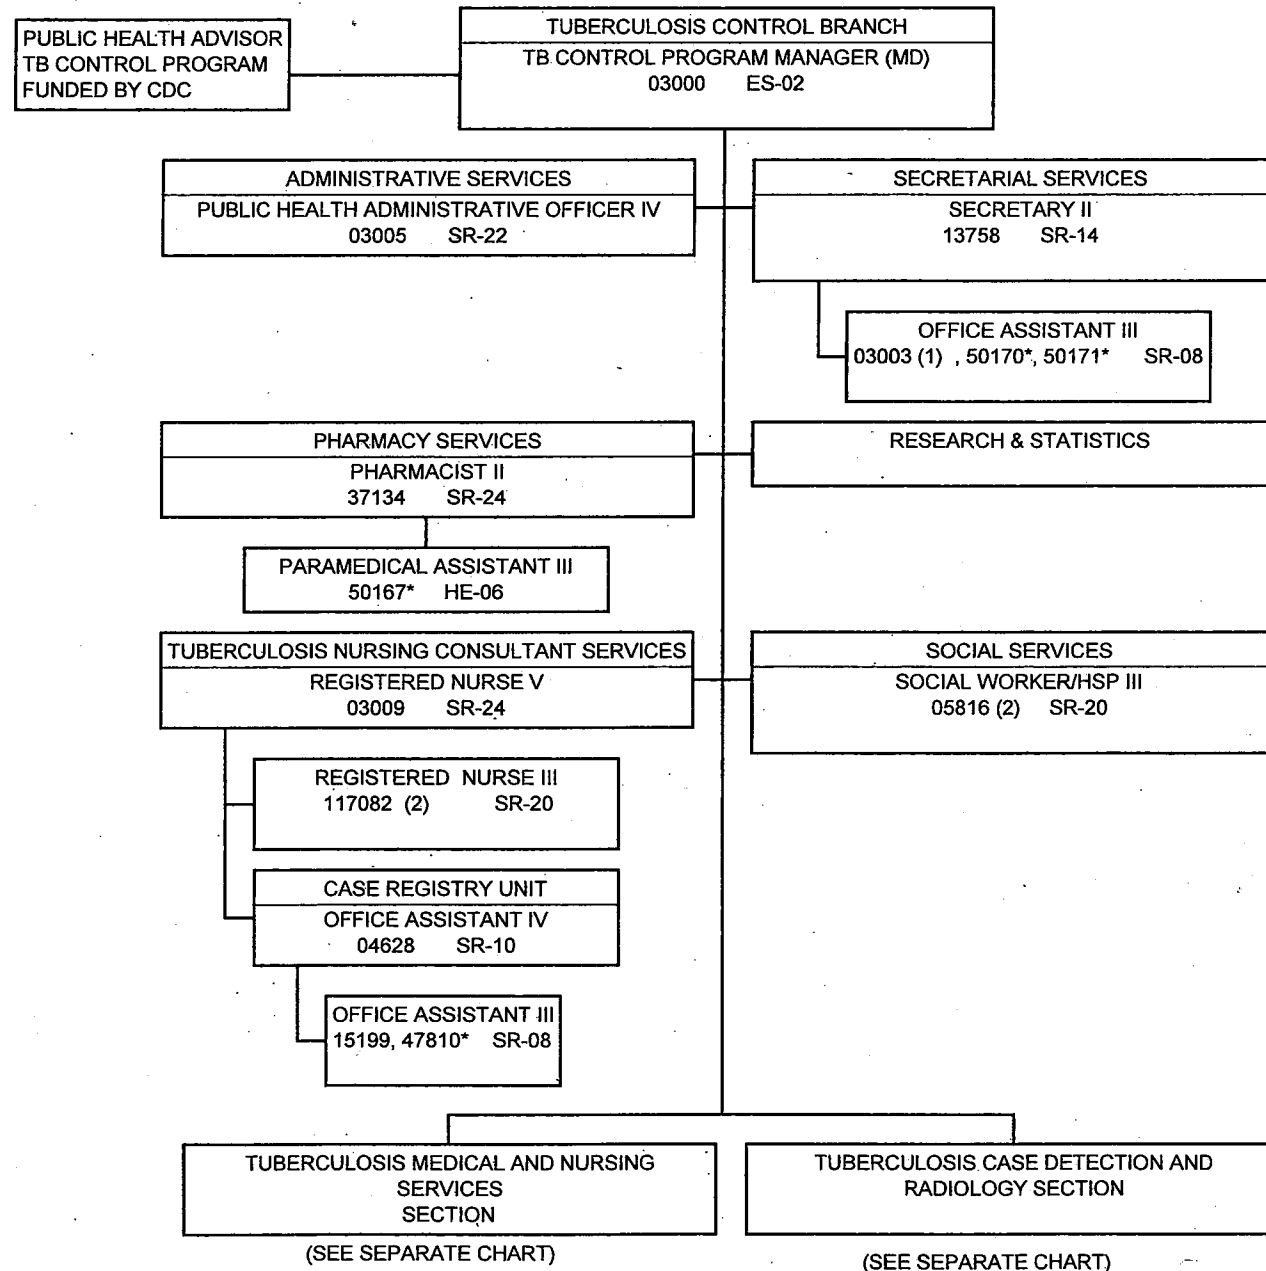 PUBLIC HEALTH ADVISOR
TB CONTROL PROGRAM
FUNDED BY CDC
TUBERCULOSIS CONTROL BRANCH
TB CONTROL PROGRAM MANAGER (MD)
03000 ES-02
ADMINISTRATIVE SERVICES
PUBLIC HEALTH ADMINISTRATIVE OFFICER IV
03005 SR-22
SECRETARIAL SERVICES
SECRETARY II
13758 SR-14
OFFICE ASSISTANT III
03003 (1) , 50170*, 50171* SR-08
PHARMACY SERVICES
PHARMACIST II
37134 SR-24
RESEARCH & STATISTICS
PARAMEDICAL ASSISTANT III
50167* HE-06
TUBERCULOSIS NURSING CONSULTANT SERVICES
REGISTERED NURSE V
03009 SR-24
SOCIAL SERVICES
SOCIAL WORKER/HSP III
05816 (2) SR-20
REGISTERED NURSE III
117082 (2) SR-20
CASE REGISTRY UNIT
OFFICE ASSISTANT IV
04628 SR-10
OFFICE ASSISTANT III
15199, 47810* SR-08
TUBERCULOSIS MEDICAL AND NURSING
SERVICES
SECTION
(SEE SEPARATE CHART)
TUBERCULOSIS CASE DETECTION AND
RADIOLOGY SECTION
(SEE SEPARATE CHART)